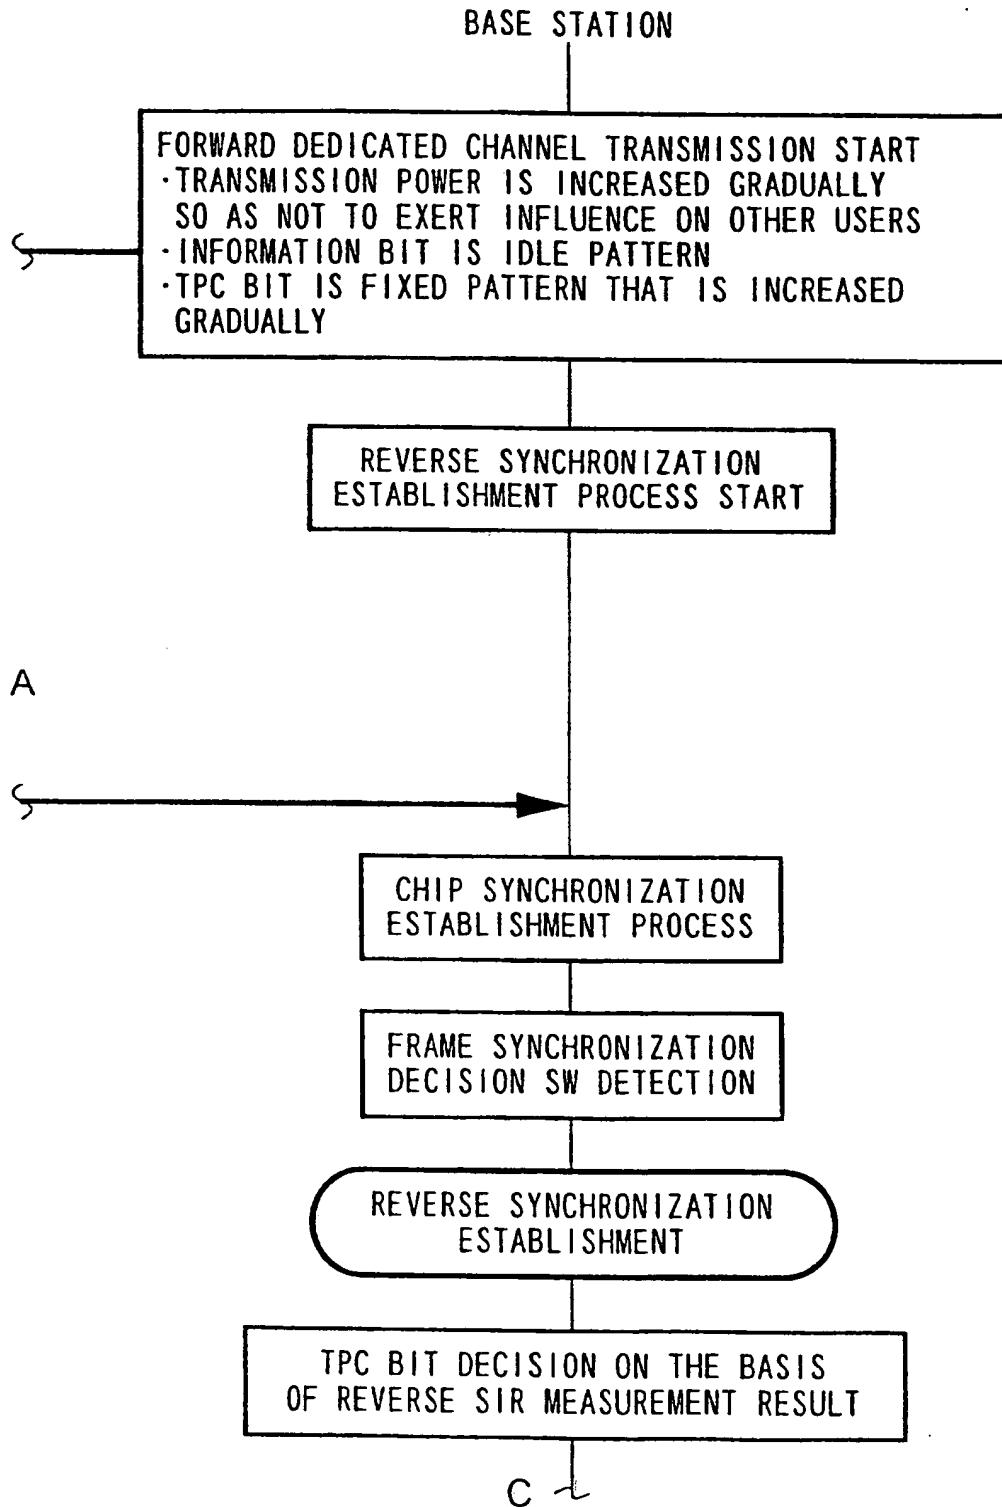 BASE STATION
FORWARD DEDICATED CHANNEL TRANSMISSION START
·TRANSMISSION POWER IS INCREASED GRADUALLY
SO AS NOT TO EXERT INFLUENCE ON OTHER USERS
·INFORMATION BIT IS IDLE PATTERN
·TPC BIT IS FIXED PATTERN THAT IS INCREASED
GRADUALLY
REVERSE SYNCHRONIZATION
ESTABLISHMENT PROCESS START
A
CHIP SYNCHRONIZATION
ESTABLISHMENT PROCESS
FRAME SYNCHRONIZATION
DECISION SW DETECTION
REVERSE SYNCHRONIZATION
ESTABLISHMENT
TPC BIT DECISION ON THE BASIS
OF REVERSE SIR MEASUREMENT RESULT
C